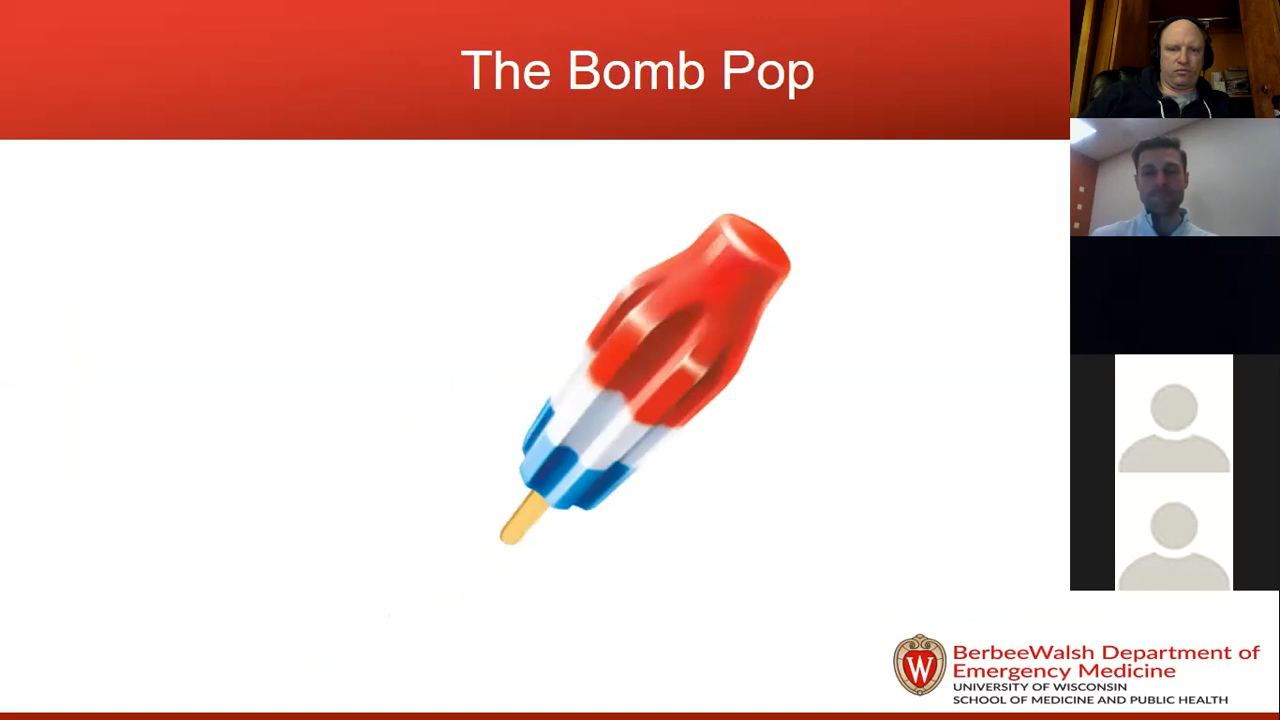 The Bomb Pop
W
BerbeeWalsh Department of
Emergency Medicine
UNIVERSITY OF WISCONSIN
SCHOOL OF MEDICINE AND PUBLIC HEALTH